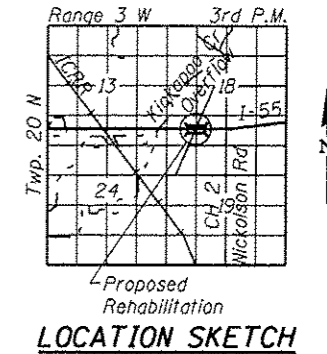 Range 3 W 3rd P.M.
Twp. 20 N
ICRR
13
Kickapoo Cr.
Overflow
18
I-55
N
24
CH 2
19
Nickolson Rd
Proposed
Rehabilitation
LOCATION SKETCH